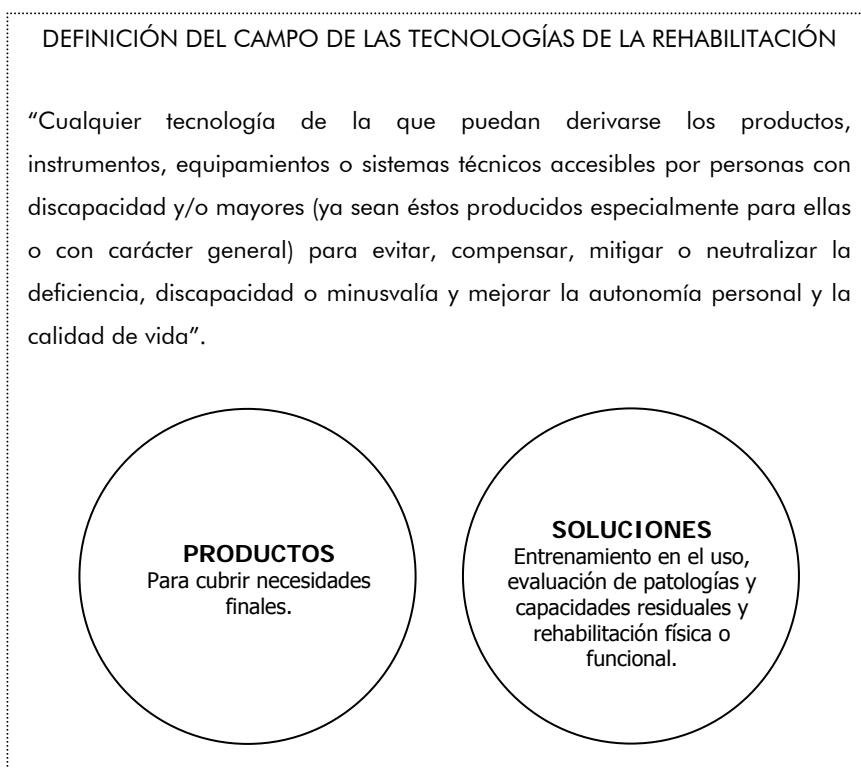 DEFINICIÓN DEL CAMPO DE LAS TECNOLOGÍAS DE LA REHABILITACIÓN
“Cualquier tecnología de la que puedan derivarse los productos,
instrumentos, equipamientos o sistemas técnicos accesibles por personas con
discapacidad y/o mayores (ya sean éstos producidos especialmente para ellas
o con carácter general) para evitar, compensar, mitigar o neutralizar la
deficiencia, discapacidad o minusvalía y mejorar la autonomía personal y la
calidad de vida”.
PRODUCTOS
Para cubrir necesidades
finales.
SOLUCIONES
Entrenamiento en el uso,
evaluación de patologías y
capacidades residuales y
rehabilitación física o
funcional.